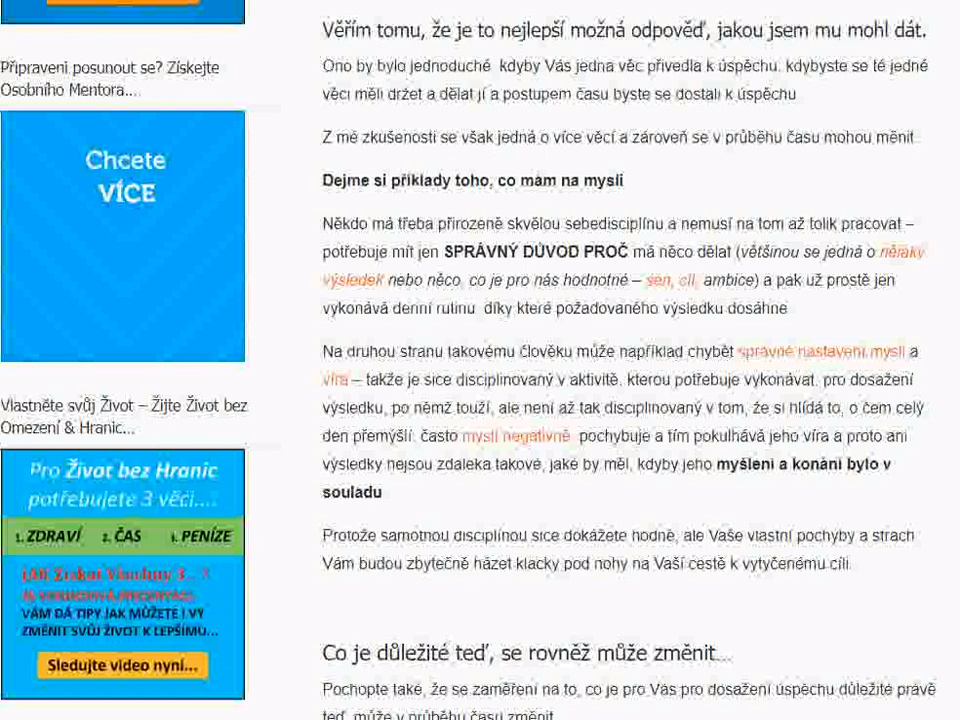 Připraveni posunout se? Získejte
Osobního Mentora....
Chcete
VÍCE
Vlastněte svůj Život – Žijte Život bez
Omezení & Hranic...
Pro Život bez Hranic
potřebujete 3 věci....
1. ZDRAVÍ 2. ČAS 3. PENÍZE
Jak Získat Všechny 3.. ?
VÁM DÁ TIPY JAK MŮŽETE I VY
ZMĚNIT SVŮJ ŽIVOT K LEPŠÍMU...
Sledujte video nyní...
Věřím tomu, že je to nejlepší možná odpověď, jakou jsem mu mohl dát.
Ono by bylo jednoduché, kdyby Vás jedna věc přivedla k úspěchu, kdybyste se té jedné
věci měli držet a dělat jí a postupem času byste se dostali k úspěchu.
Z mé zkušenosti se však jedná o více věcí a zároveň se v průběhu času mohou měnit.
Dejme si příklady toho, co mám na mysli
Někdo má třeba přirozeně skvělou sebedisciplínu a nemusí na tom až tolik pracovat –
potřebuje mít jen SPRÁVNÝ DŮVOD PROČ má něco dělat (většinou se jedná o nějaký
výsledek nebo něco, co je pro nás hodnotné – sen, cíl, ambice) a pak už prostě jen
vykonává denní rutinu, díky které požadovaného výsledku dosáhne.
Na druhou stranu takovému člověku může například chybět správné nastavení mysli a
víra – takže je sice disciplinovaný v aktivitě, kterou potřebuje vykonávat, pro dosažení
výsledku, po němž touží, ale není až tak disciplinovaný v tom, že si hlídá to, o čem celý
den přemýšlí, často myslí negativně, pochybuje a tím pokulhává jeho víra a proto ani
výsledky nejsou zdaleka takové, jaké by měl, kdyby jeho myšlení a konání bylo v
souladu.
Protože samotnou disciplínou sice dokážete hodně, ale Vaše vlastní pochyby a strach
Vám budou zbytečně házet klacky pod nohy na Vaší cestě k vytyčenému cíli.
Co je důležité teď, se rovněž může změnit...
Pochopte také, že se zaměření na to, co je pro Vás pro dosažení úspěchu důležité právě
teď, může v průběhu času změnit.